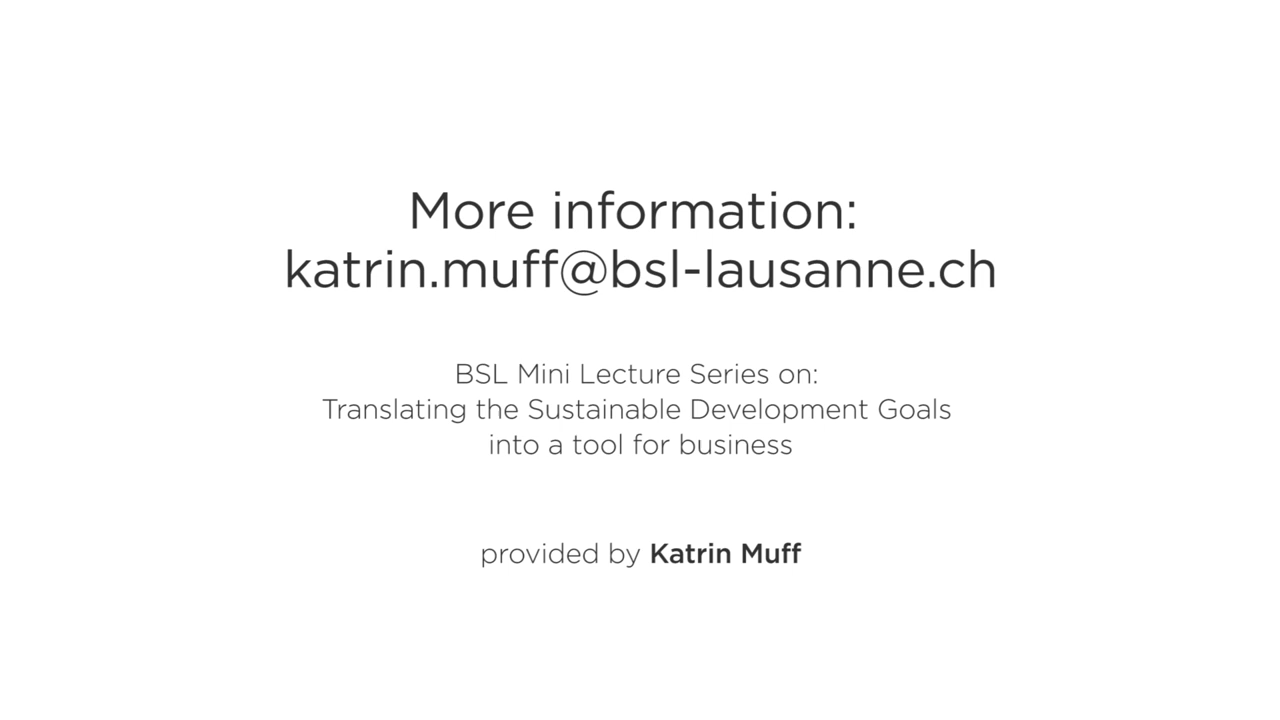 More information:
katrin.muff@bsl-lausanne.ch
BSL Mini Lecture Series on:
Translating the Sustainable Development Goals
into a tool for business
provided by Katrin Muff